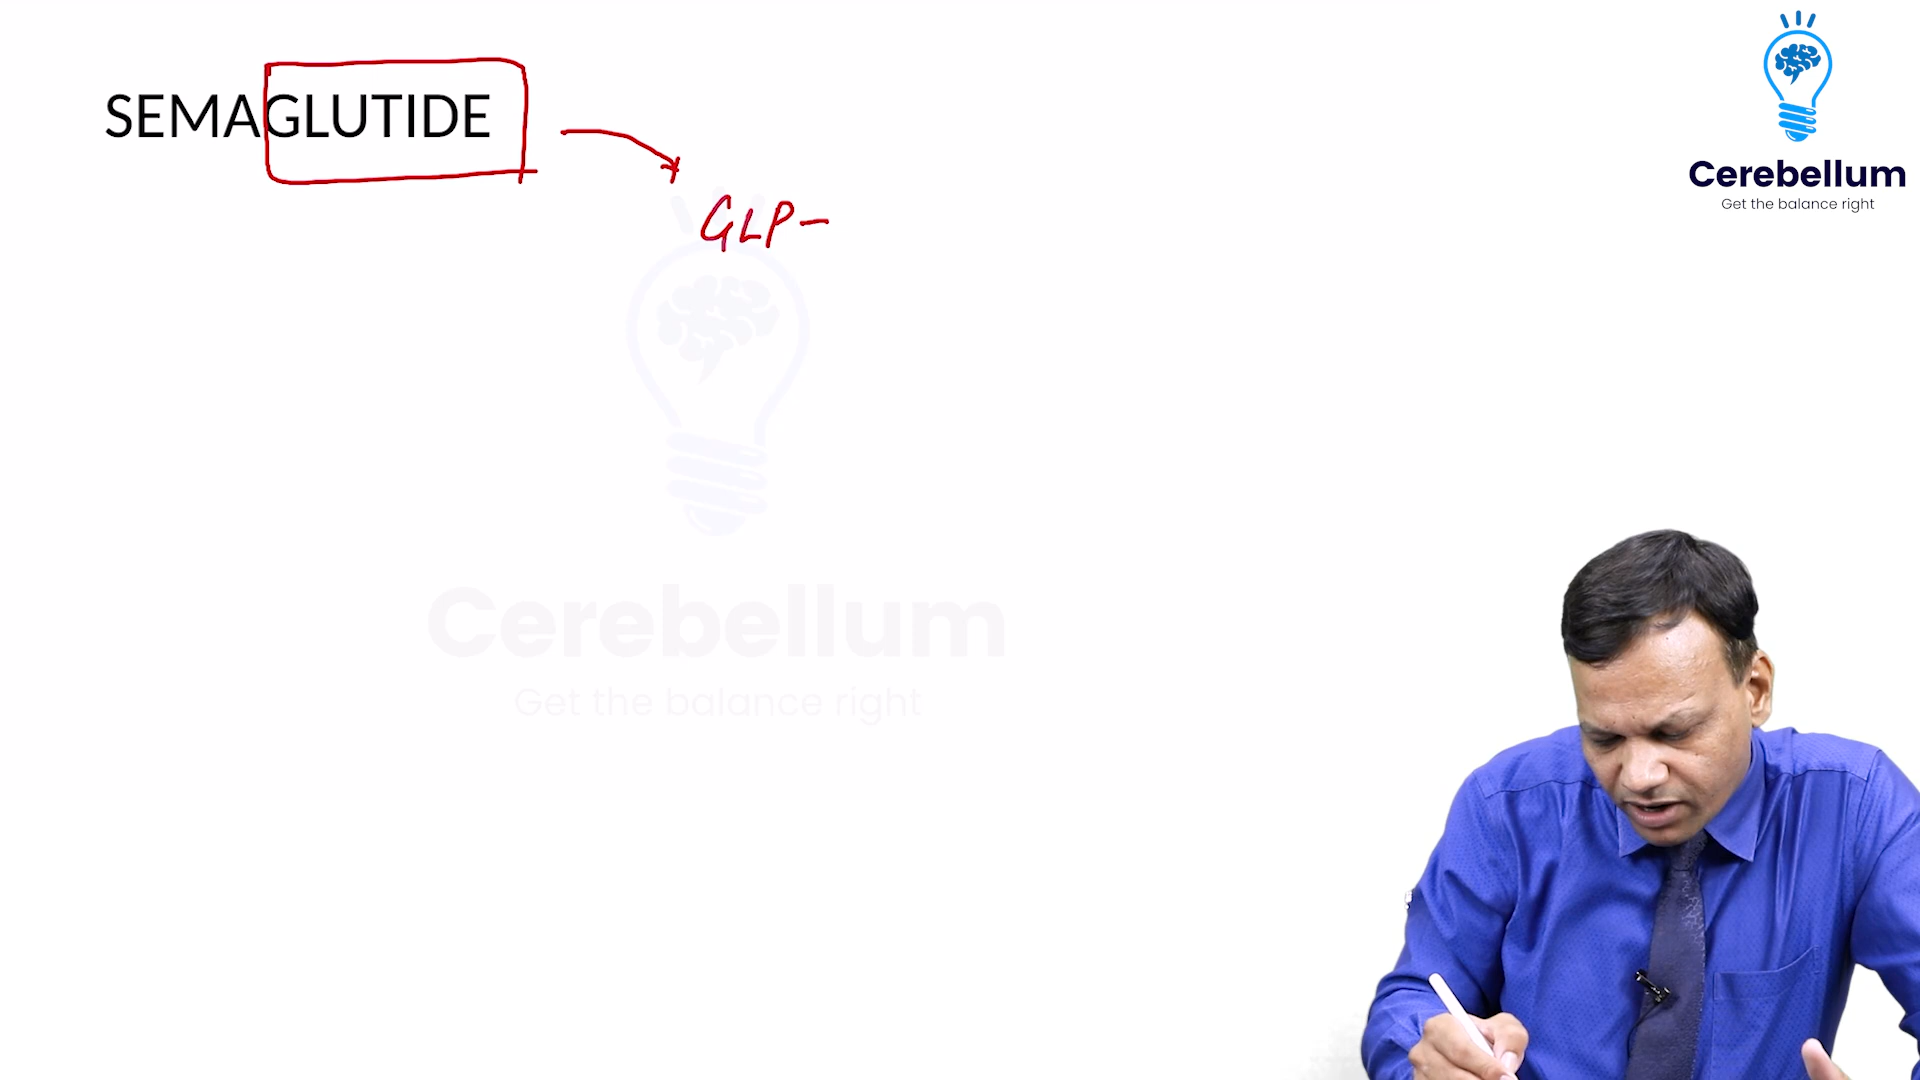 SEMAGLUTIDE
GLP-
Cerebellum
Get the balance right
Cerebellum
Get the balance right